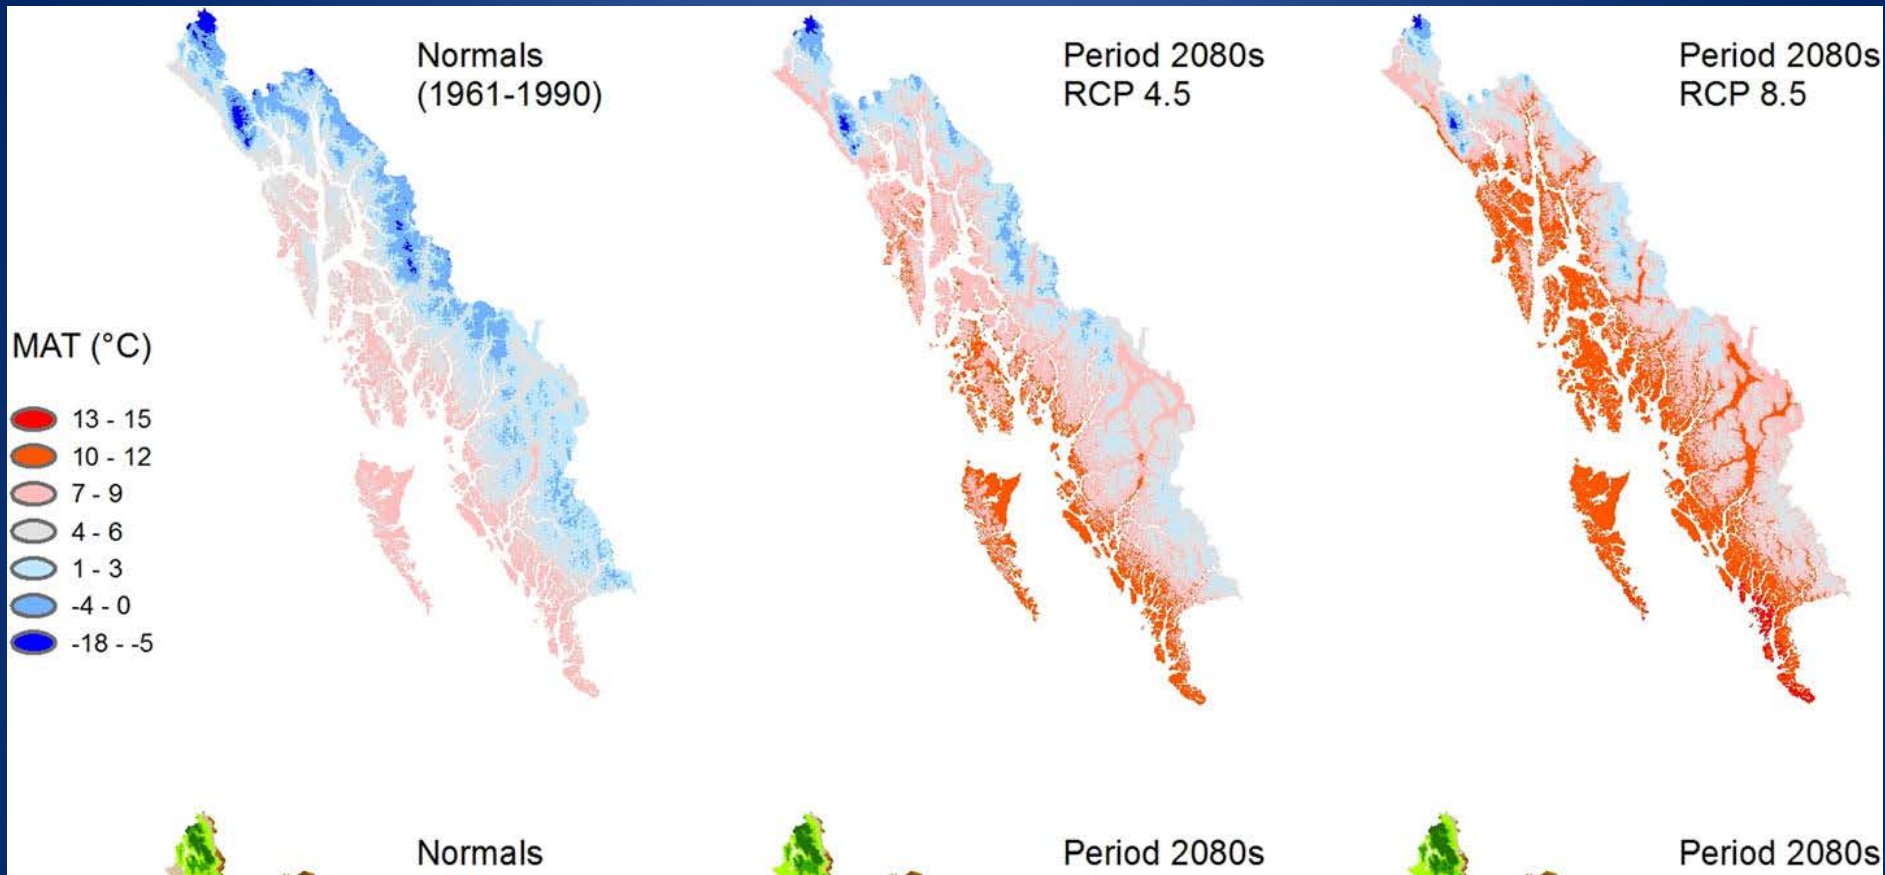 Normals
(1961-1990)
Period 2080s
RCP 4.5
Period 2080s
RCP 8.5
MAT (°C)
13 - 15
10 - 12
7 - 9
4 - 6
1 - 3
-4 - 0
-18 - -5
Normals
Period 2080s
Period 2080s